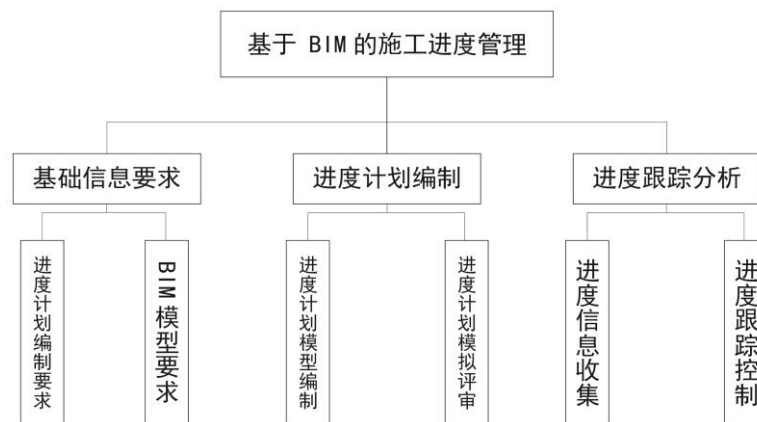 基于 BIM 的施工进度管理
基础信息要求
进度计划编制
进度跟踪分析
进度计划编制要求
BIM模型要求
进度计划模型编制
进度计划模拟评审
进度信息收集
进度跟踪控制